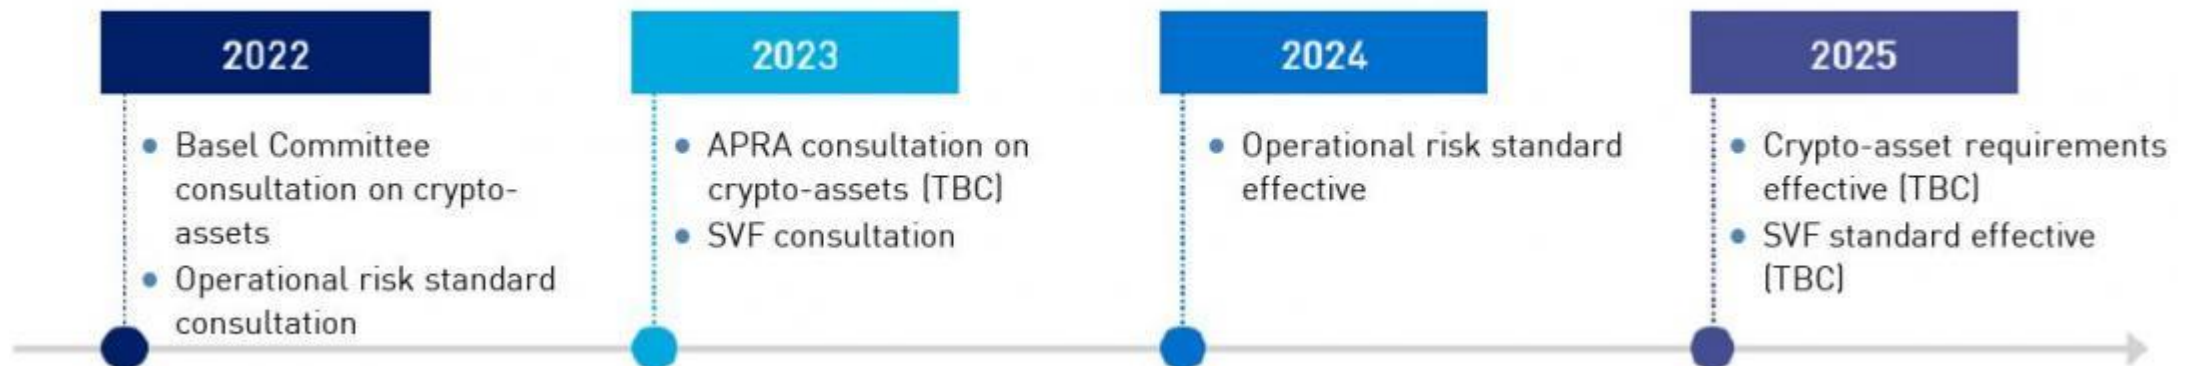 2022
• Basel Committee
consultation on crypto-
assets
• Operational risk standard
consultation
2023
• APRA consultation on
crypto-assets (TBC)
• SVF consultation
2024
• Operational risk standard
effective
2025
• Crypto-asset requirements
effective (TBC)
• SVF standard effective
(TBC)